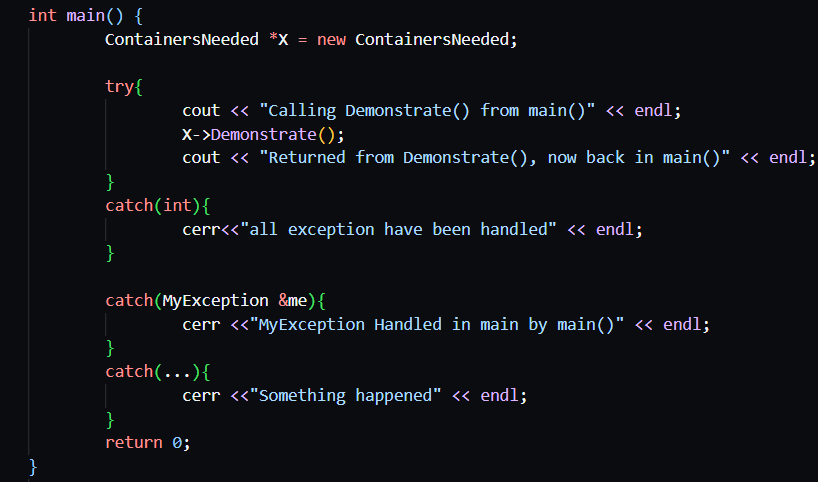 int main() {
ContainersNeeded *X = new ContainersNeeded;
try{
cout << "Calling Demonstrate() from main()" << endl;
X->Demonstrate();
cout << "Returned from Demonstrate(), now back in main()" << endl;
}
catch(int){
cerr<<"all exception have been handled" << endl;
}
catch(MyException &me){
cerr <<"MyException Handled in main by main()" << endl;
}
catch(...){
cerr <<"Something happened" << endl;
}
return 0;
}